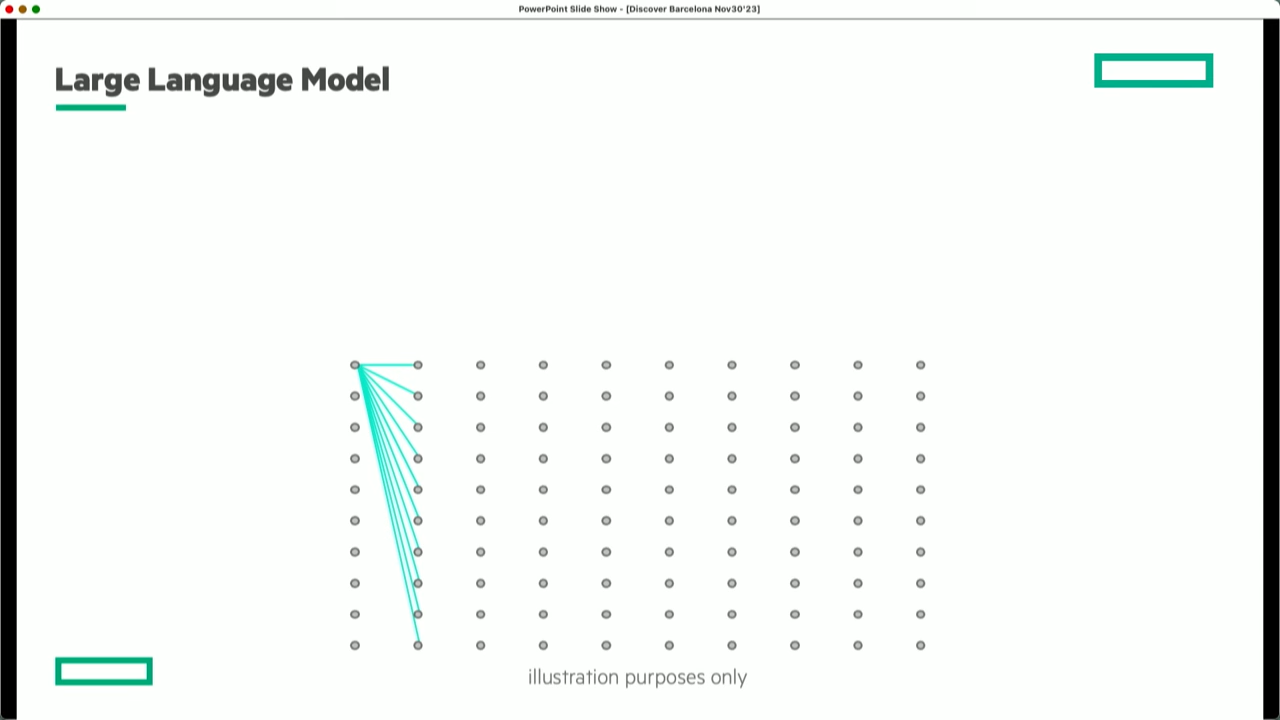 PowerPoint Slide Show - [Discover Barcelona Nov30'23]
Large Language Model
illustration purposes only